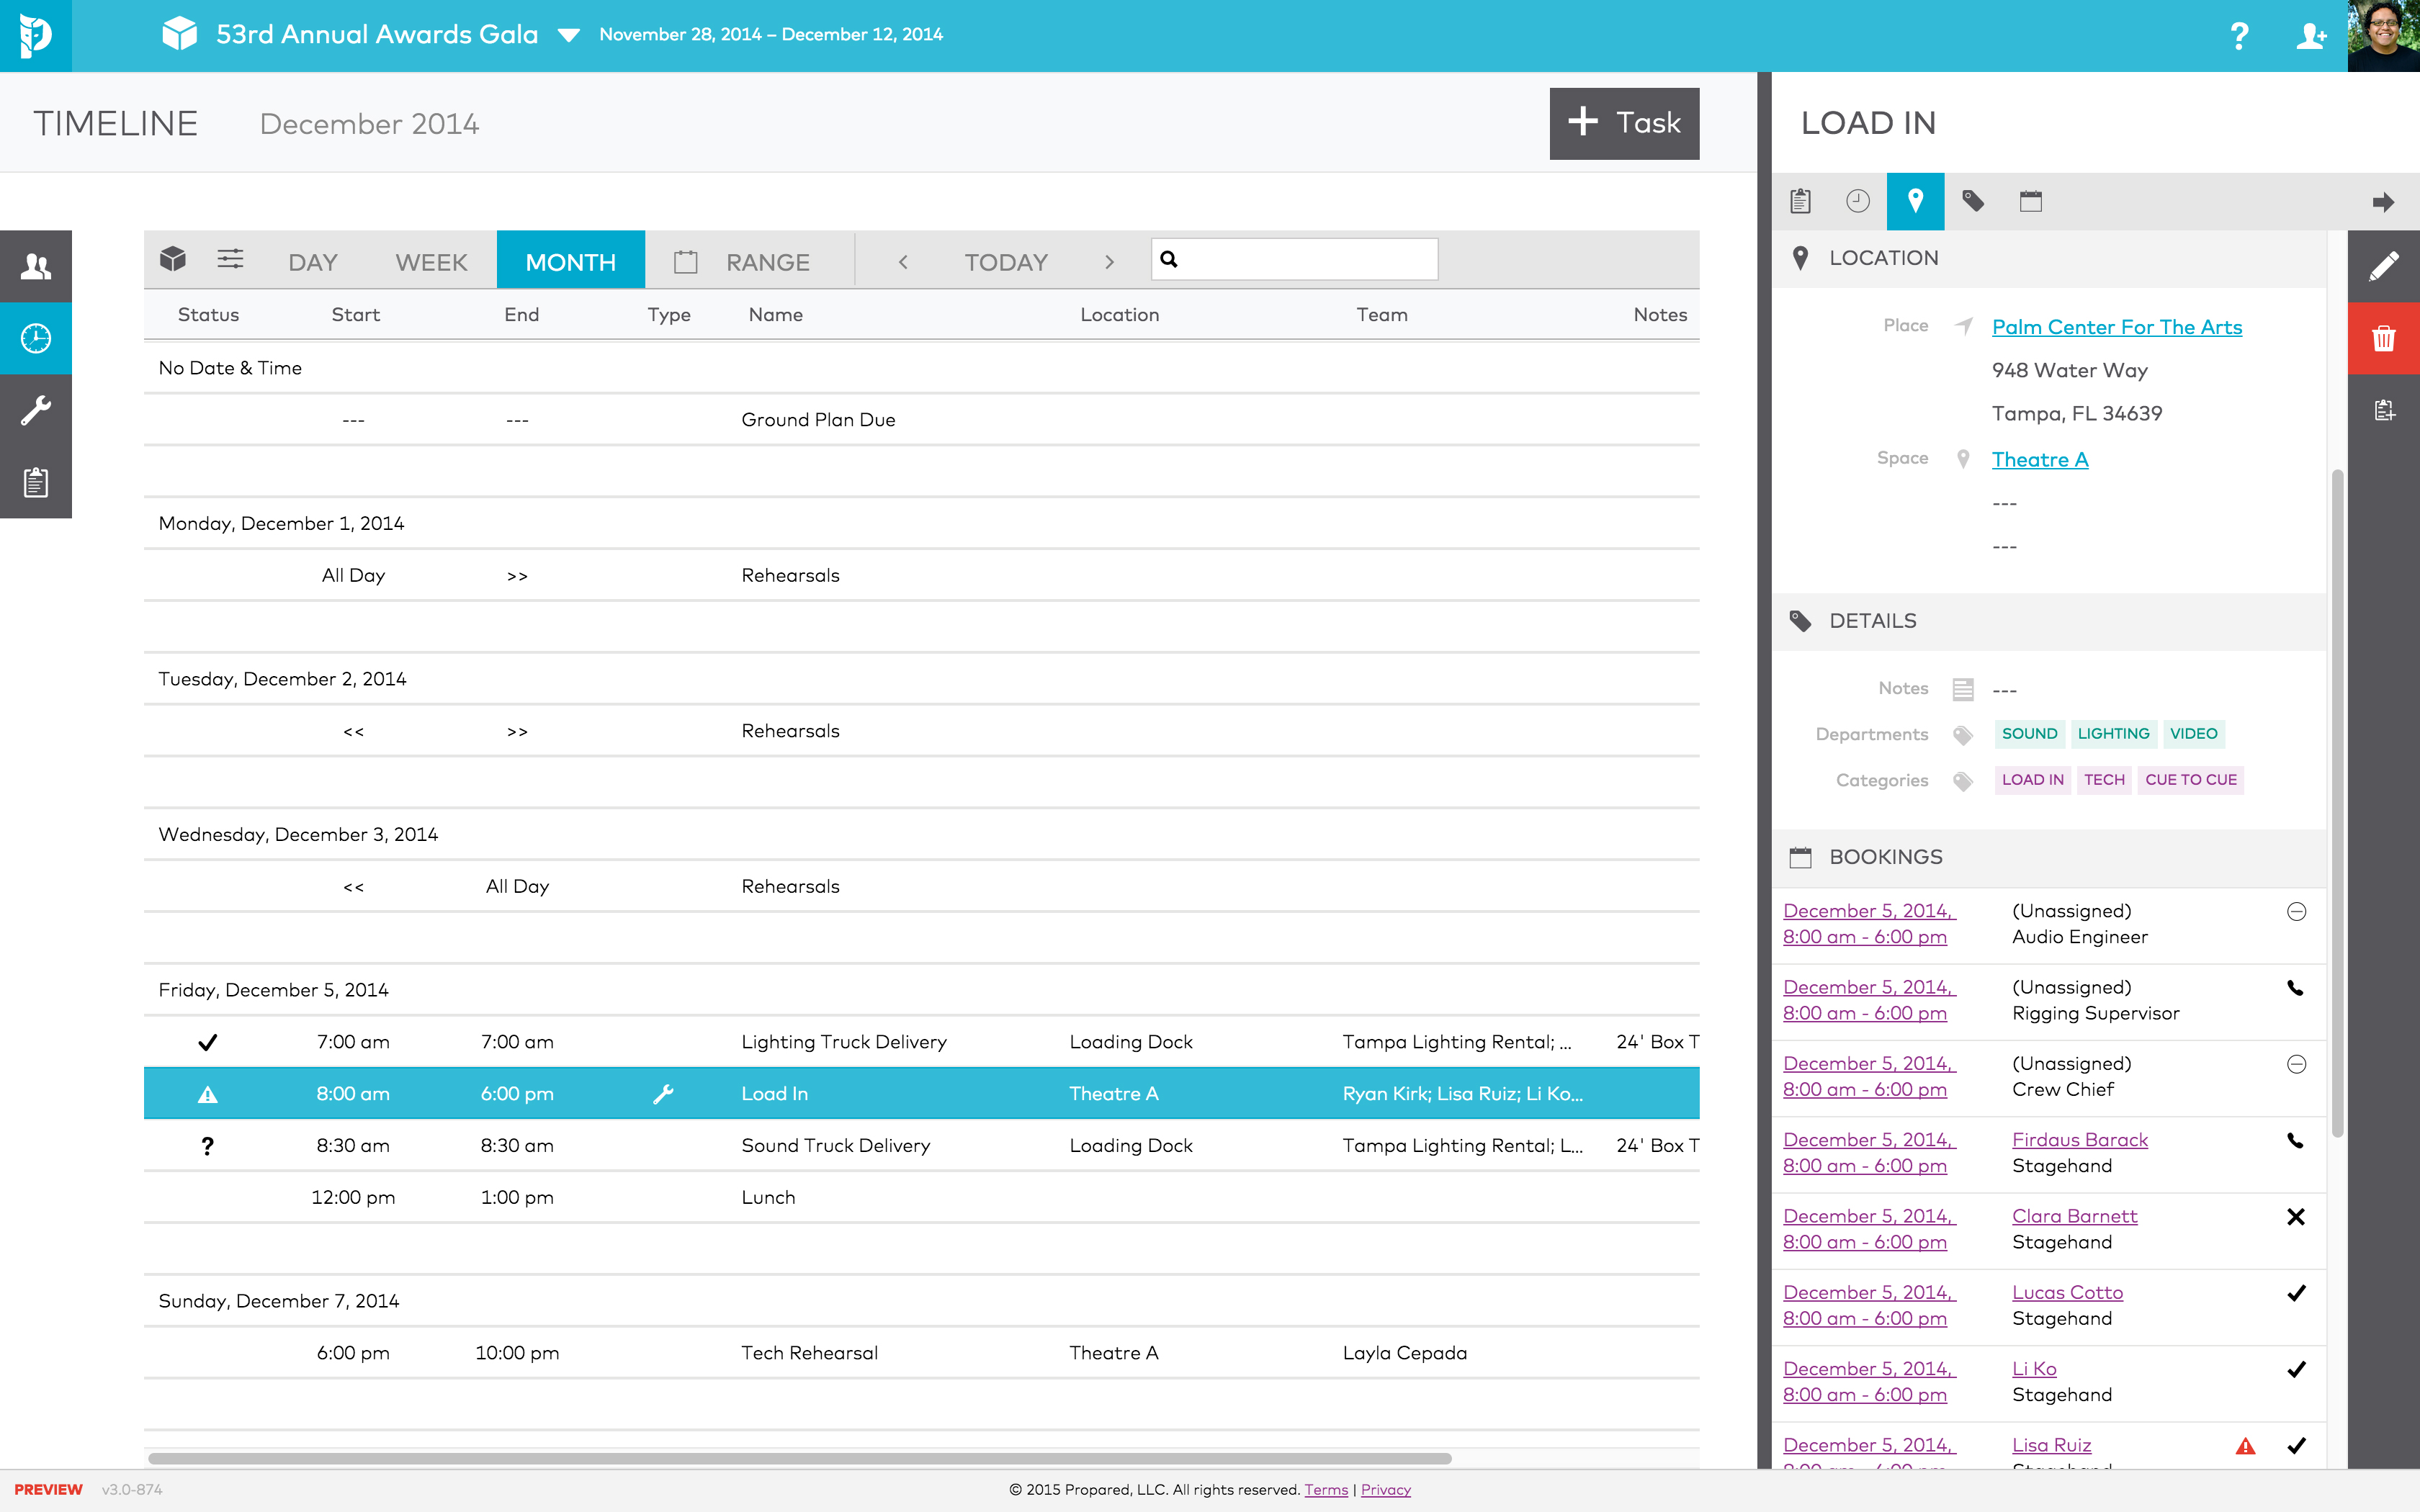 53rd Annual Awards Gala November 28, 2014 – December 12, 2014
TIMELINE December 2014
+ Task
DAY WEEK MONTH RANGE < TODAY >
Status Start End Type Name Location Team Notes
No Date & Time
--- --- Ground Plan Due
Monday, December 1, 2014
All Day >> Rehearsals
Tuesday, December 2, 2014
<< >> Rehearsals
Wednesday, December 3, 2014
<< All Day Rehearsals
Friday, December 5, 2014
7:00 am 7:00 am Lighting Truck Delivery Loading Dock Tampa Lighting Rental; ... 24' Box T
8:00 am 6:00 pm Load In Theatre A Ryan Kirk; Lisa Ruiz; Li Ko...
? 8:30 am 8:30 am Sound Truck Delivery Loading Dock Tampa Lighting Rental; L... 24' Box T
12:00 pm 1:00 pm Lunch
Sunday, December 7, 2014
6:00 pm 10:00 pm Tech Rehearsal Theatre A Layla Cepada
LOAD IN
LOCATION
Place Palm Center For The Arts
948 Water Way
Tampa, FL 34639
Space Theatre A
---
---
DETAILS
Notes ---
Departments SOUND LIGHTING VIDEO
Categories LOAD IN TECH CUE TO CUE
BOOKINGS
December 5, 2014, (Unassigned)
8:00 am - 6:00 pm Audio Engineer
December 5, 2014, (Unassigned)
8:00 am - 6:00 pm Rigging Supervisor
December 5, 2014, (Unassigned)
8:00 am - 6:00 pm Crew Chief
December 5, 2014, Firdaus Barack
8:00 am - 6:00 pm Stagehand
December 5, 2014, Clara Barnett
8:00 am - 6:00 pm Stagehand
December 5, 2014, Lucas Cotto
8:00 am - 6:00 pm Stagehand
December 5, 2014, Li Ko
8:00 am - 6:00 pm Stagehand
December 5, 2014, Lisa Ruiz
PREVIEW v3.0-874
© 2015 Propared, LLC. All rights reserved. Terms | Privacy